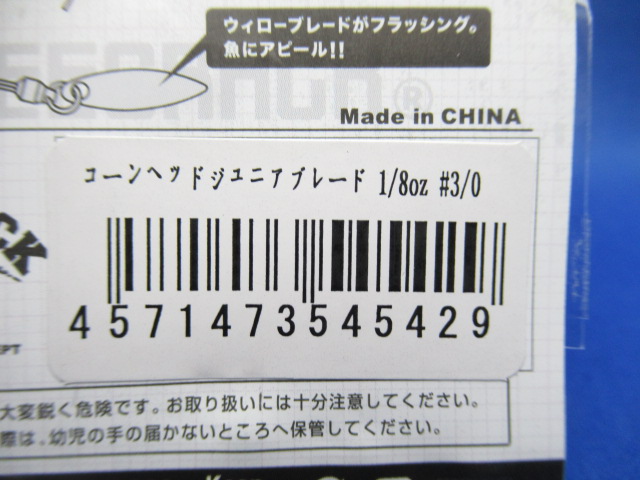 ウィローブレードがフラッシング。
魚にアピール!!
GEECRACK®
Made in CHINA
コーンヘッドジュニアブレード 1/8oz #3/0
CK
4571473545429
EPT
大変鋭く危険です。お取り扱いには十分注意してください。
際は、幼児の手の届かないところへ保管してください。